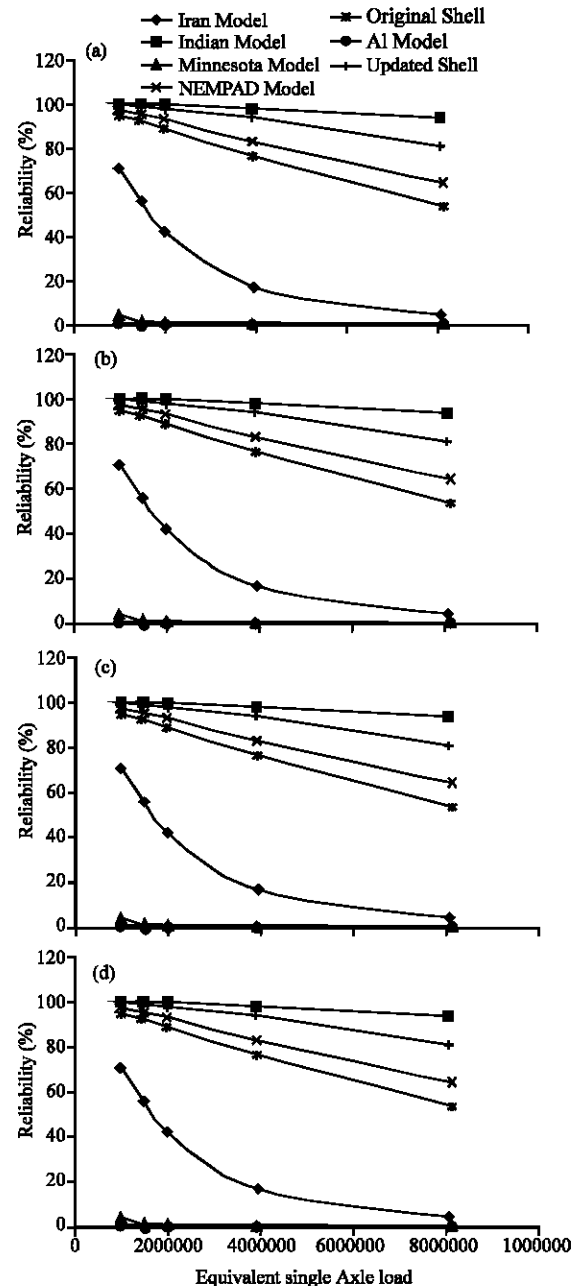 Iran Model
Original Shell
Indian Model
Al Model
Minnesota Model
Updated Shell
NEMPAD Model
(a)
120
100
80
60
40
20
0
Reliability (%)
(b)
120
100
80
60
40
20
0
Reliability (%)
(c)
120
100
80
60
40
20
0
Reliability (%)
(d)
120
100
80
60
40
20
0
Reliability (%)
0 2000000 4000000 6000000 8000000 1000000
Equivalent single Axle load